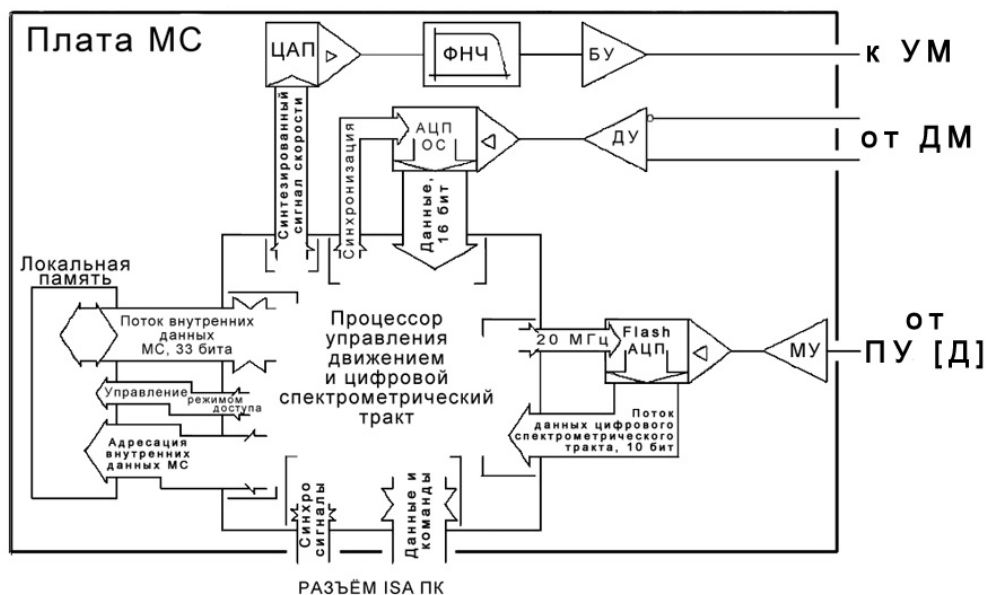 Плата МС
ЦАП
ФНЧ
БУ
к УМ
Синтезированный
сигнал скорости
Синхронизация
АЦП
ОС
ДУ
от ДМ
Данные,
16 бит
Локальная
память
Поток внутренних
данных
МС, 33 бита
Управление режимом
доступа
Адресация
внутренних
данных МС
Процессор
управления
движением
и цифровой
спектрометрический
тракт
20 МГц
Flash
АЦП
МУ
от
ПУ [Д]
Поток
данных цифрового
спектрометрического
тракта, 10 бит
Синхро
сигналы
Данные и
команды
РАЗЪЁМ ISA ПК